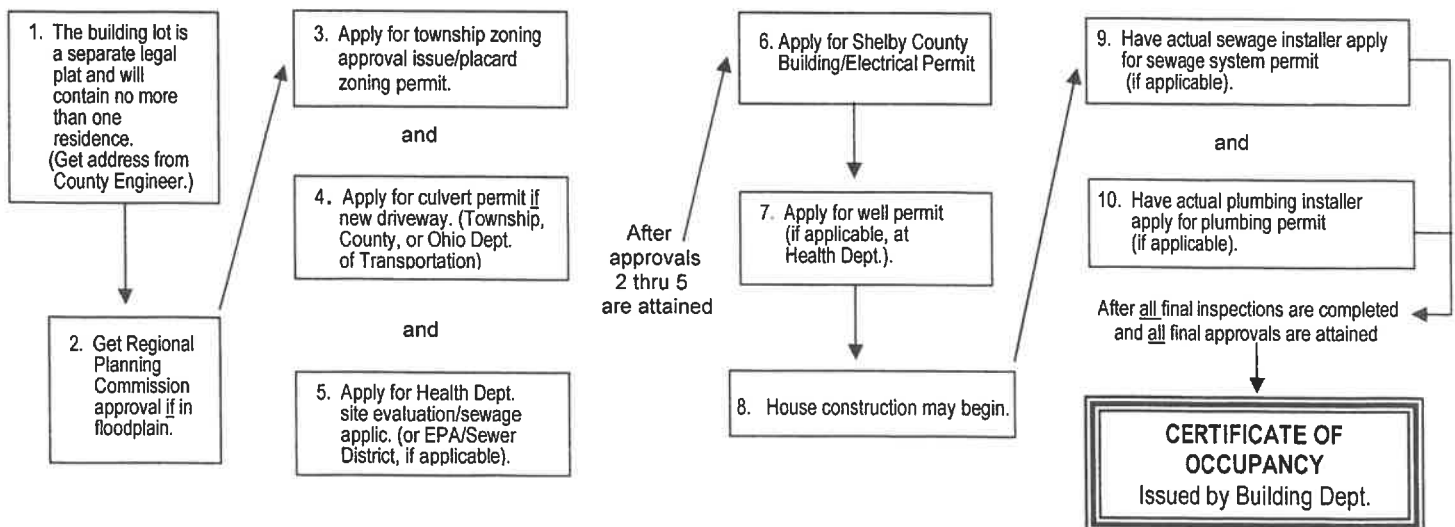 1. The building lot is
a separate legal
plat and will
contain no more
than one
residence.
(Get address from
County Engineer.)
2. Get Regional
Planning
Commission
approval if in
floodplain.
3. Apply for township zoning
approval issue/placard
zoning permit.
and
4. Apply for culvert permit if
new driveway. (Township,
County, or Ohio Dept.
of Transportation)
and
5. Apply for Health Dept.
site evaluation/sewage
applic. (or EPA/Sewer
District, if applicable).
After
approvals
2 thru 5
are attained
6. Apply for Shelby County
Building/Electrical Permit
7. Apply for well permit
(if applicable, at
Health Dept.).
8. House construction may begin.
9. Have actual sewage installer apply
for sewage system permit
(if applicable).
and
10. Have actual plumbing installer
apply for plumbing permit
(if applicable).
After all final inspections are completed
and all final approvals are attained
CERTIFICATE OF
OCCUPANCY
Issued by Building Dept.